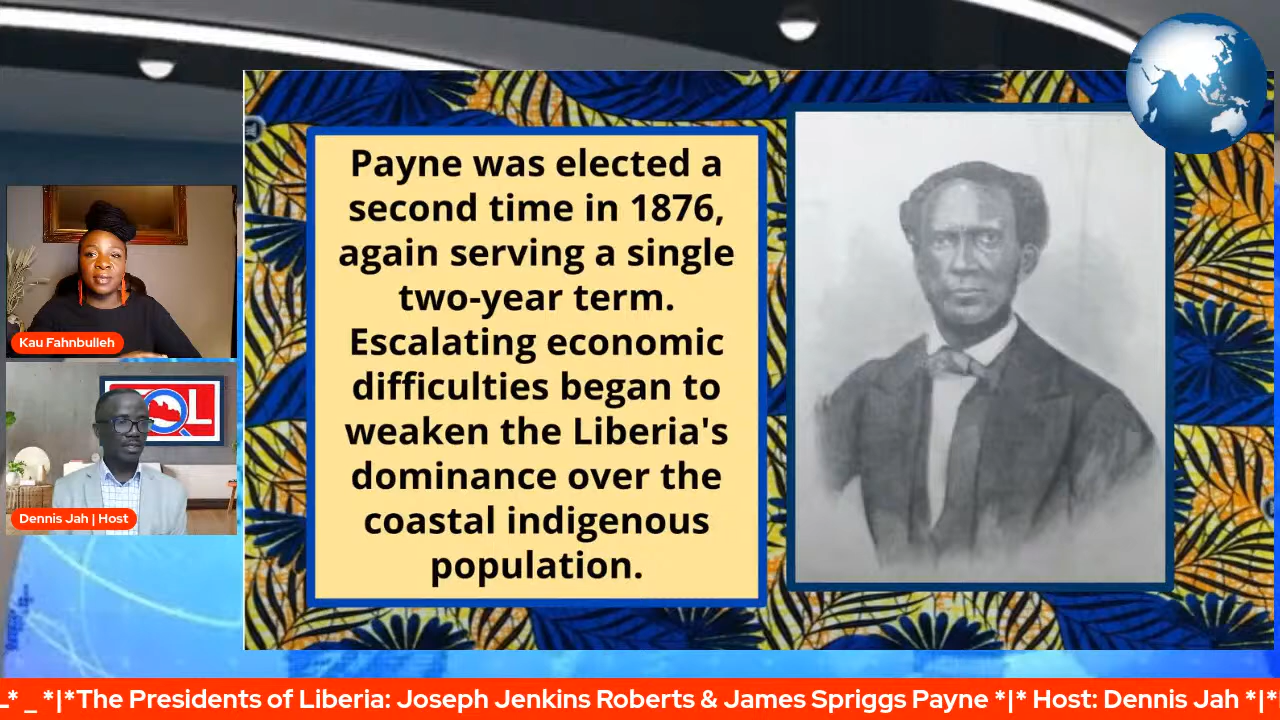 Payne was elected a
second time in 1876,
again serving a single
two-year term.
Escalating economic
difficulties began to
weaken the Liberia's
dominance over the
coastal indigenous
population.
Kau Fahnbulleh
OL
Dennis Jah | Host
L* _ *|*The Presidents of Liberia: Joseph Jenkins Roberts & James Spriggs Payne *|* Host: Dennis Jah *|*